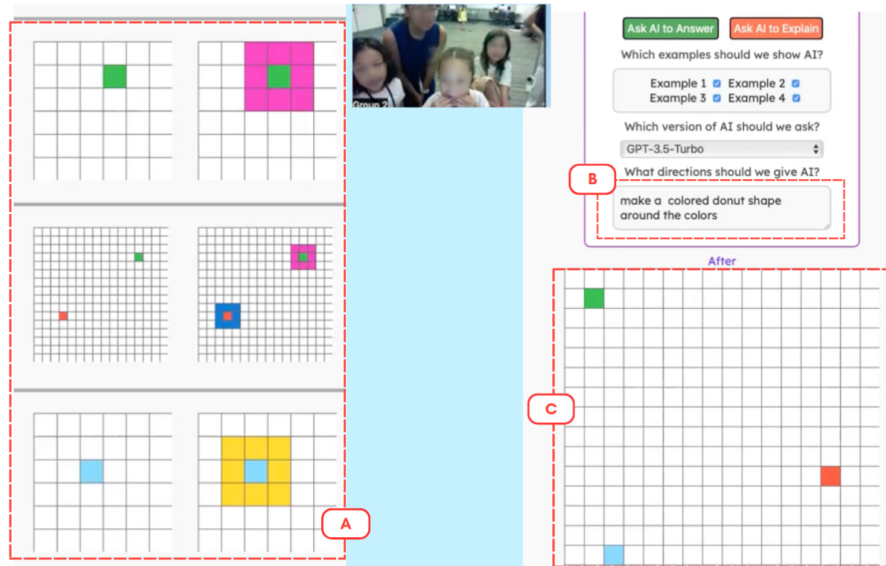 Group 2
A
Ask AI to Answer Ask AI to Explain
Which examples should we show AI?
Example 1 Example 2
Example 3 Example 4
Which version of AI should we ask?
GPT-3.5-Turbo
B
What directions should we give AI?
make a colored donut shape
around the colors
After
C